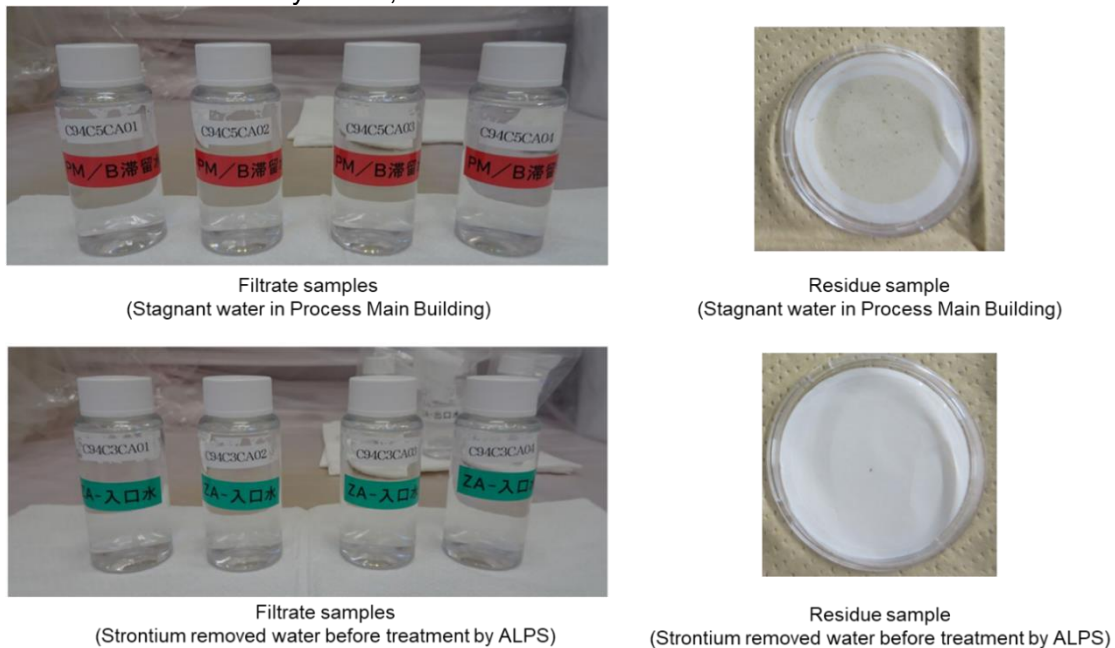 C94C5CA01
C94C5CA02
C94C5CA03
C94C5CA04
PM/B滞留
PM/B滞留
PM/B滞留
PM/B滞留
Filtrate samples
(Stagnant water in Process Main Building)
Residue sample
(Stagnant water in Process Main Building)
C94C3CA01
C94C3CA02
C94C3CA03
C94C3CA04
ZA-入口水
ZA-入口水
ZA-入口水
ZA-入口
Filtrate samples
(Strontium removed water before treatment by ALPS)
Residue sample
(Strontium removed water before treatment by ALPS)